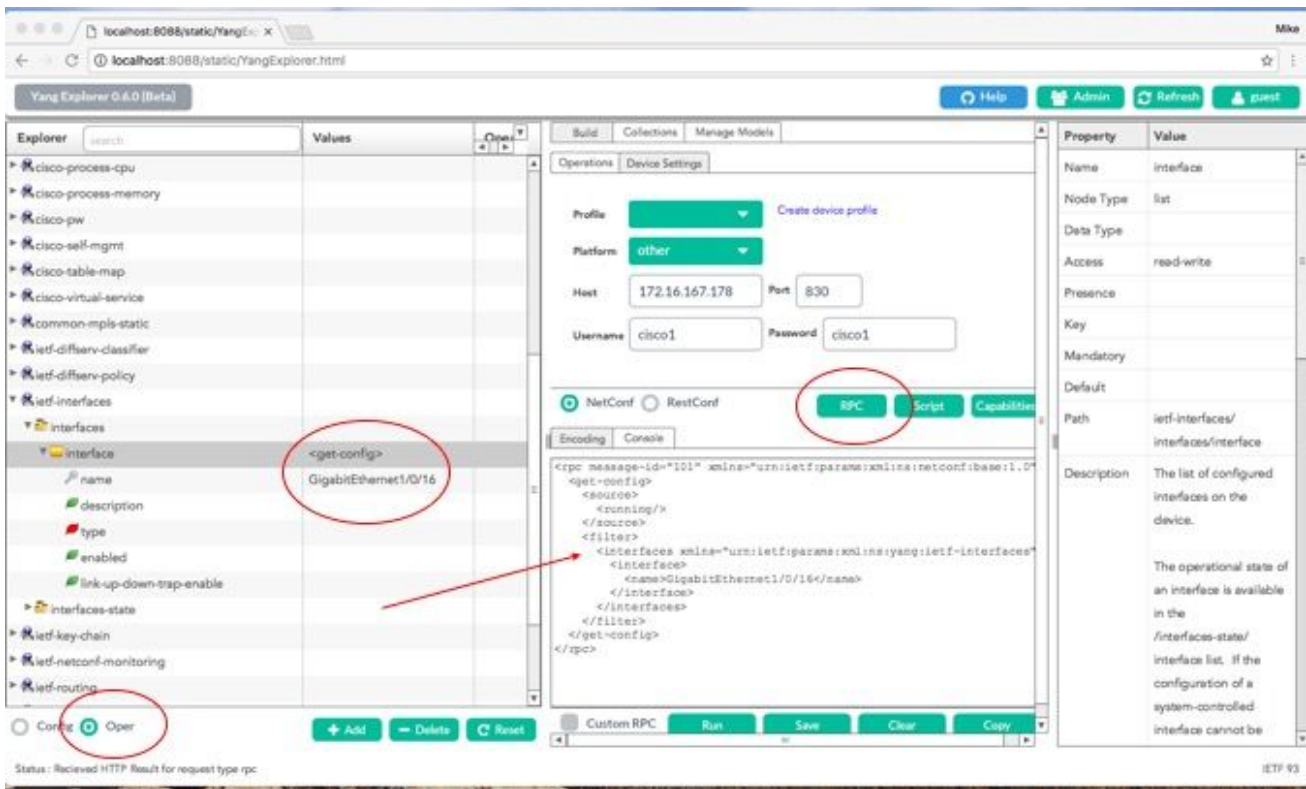 localhost:8088/static/YangEx
Mike
localhost:8088/static/YangExplorer.html
Yang Explorer 0.6.0 (Beta)
Help
Admin
Refresh
guest
Explorer
search
Values
Oper
cisco-process-cpu
cisco-process-memory
cisco-pw
cisco-self-mgmt
cisco-table-map
cisco-virtual-service
common-mpls-static
ietf-diffserv-classifier
ietf-diffserv-policy
ietf-interfaces
interfaces
interface <get-config>
name GigabitEthernet1/0/16
description
type
enabled
link-up-down-trap-enable
interfaces-state
ietf-key-chain
ietf-netconf-monitoring
ietf-routing
Config Oper
Add Delete Reset
Build Collections Manage Models
Operations Device Settings
Profile Create device profile
Platform other
Host 172.16.167.178 Port 830
Username cisco1 Password cisco1
NetConf RestConf RPC Script Capabilities
Encoding Console
<rpc message-id="101" xmlns="urn:ietf:params:xml:ns:netconf:base:1.0"
<get-config>
<source>
<running/>
</source>
<filter>
<interfaces xmlns="urn:ietf:params:xml:ns:yang:ietf-interfaces"
<interface>
<name>GigabitEthernet1/0/16</name>
</interface>
</interfaces>
</filter>
</get-config>
</rpc>
Custom RPC Run Save Clear Copy
Property Value
Name interface
Node Type list
Data Type
Access read-write
Presence
Key
Mandatory
Default
Path ietf-interfaces/
interfaces/interface
Description The list of configured
interfaces on the
device.
The operational state of
an interface is available
in the
/interfaces-state/
interface list. If the
configuration of a
system-controlled
interface cannot be
Status : Recieved HTTP Result for request type rpc
IETF 93